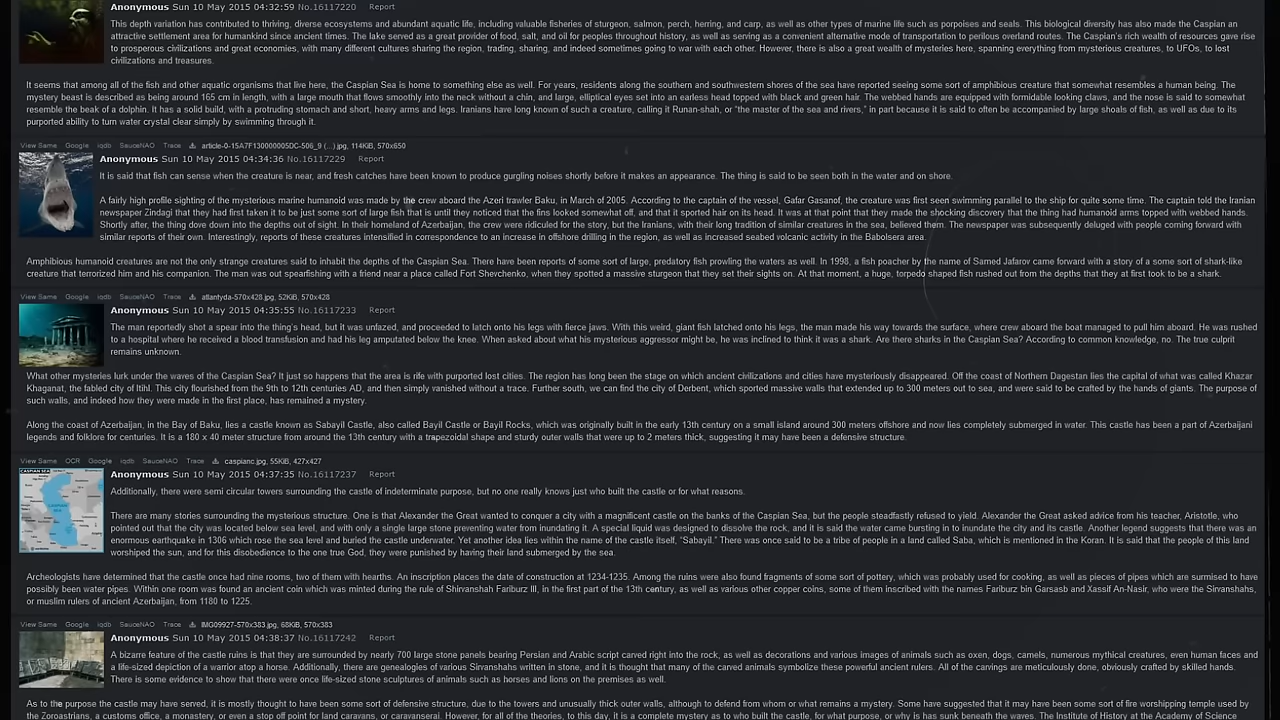 Anonymous Sun 10 May 2015 04:32:59 No.16117220 Report
This depth variation has contributed to thriving, diverse ecosystems and abundant aquatic life, including valuable fisheries of sturgeon, salmon, perch, herring, and carp, as well as other types of marine life such as porpoises and seals. This biological diversity has also made the Caspian an
attractive settlement area for humankind since ancient times. The lake served as a great provider of food, salt, and oil for peoples throughout history, as well as serving as a convenient alternative mode of transportation to perilous overland routes. The Caspian's rich wealth of resources gave rise
to prosperous civilizations and great economies, with many different cultures sharing the region, trading, sharing, and indeed sometimes going to war with each other. However, there is also a great wealth of mysteries here, spanning everything from mysterious creatures, to UFOs, to lost
civilizations and treasures.
It seems that among all of the fish and other aquatic organisms that live here, the Caspian Sea is home to something else as well. For years, residents along the southern and southwestern shores of the sea have reported seeing some sort of amphibious creature that somewhat resembles a human being. The
mystery beast is described as being around 165 cm in length, with a large mouth that flows smoothly into the neck without a chin, and large, elliptical eyes set into an earless head topped with black and green hair. The webbed hands are equipped with formidable looking claws, and the nose is said to somewhat
resemble the beak of a dolphin. It has a solid build, with a protruding stomach and short, heavy arms and legs. Iranians have long known of such a creature, calling it Runan-shah, or "the master of the sea and rivers," in part because it is said to often be accompanied by large shoals of fish, as well as due to its
purported ability to turn water crystal clear simply by swimming through it.
View Same Google iqdb SauceNAO Trace article-0-15A7F130000005DC-506_9 (...).jpg, 114KiB, 570x650
Anonymous Sun 10 May 2015 04:34:36 No.16117229 Report
It is said that fish can sense when the creature is near, and fresh catches have been known to produce gurgling noises shortly before it makes an appearance. The thing is said to be seen both in the water and on shore.
A fairly high profile sighting of the mysterious marine humanoid was made by the crew aboard the Azeri trawler Baku, in March of 2005. According to the captain of the vessel, Gafar Gasanof, the creature was first seen swimming parallel to the ship for quite some time. The captain told the Iranian
newspaper Zindagi that they had first taken it to be just some sort of large fish that is until they noticed that the fins looked somewhat off, and that it sported hair on its head. It was at that point that they made the shocking discovery that the thing had humanoid arms topped with webbed hands.
Shortly after, the thing dove down into the depths out of sight. In their homeland of Azerbaijan, the crew were ridiculed for the story, but the Iranians, with their long tradition of similar creatures in the sea, believed them. The newspaper was subsequently deluged with people coming forward with
similar reports of their own. Interestingly, reports of these creatures intensified in correspondence to an increase in offshore drilling in the region, as well as increased seabed volcanic activity in the Babolsera area.
Amphibious humanoid creatures are not the only strange creatures said to inhabit the depths of the Caspian Sea. There have been reports of some sort of large, predatory fish prowling the waters as well. In 1998, a fish poacher by the name of Samed Jafarov came forward with a story of a some sort of shark-like
creature that terrorized him and his companion. The man was out spearfishing with a friend near a place called Fort Shevchenko, when they spotted a massive sturgeon that they set their sights on. At that moment, a huge, torpedo shaped fish rushed out from the depths that they at first took to be a shark.
View Same Google iqdb SauceNAO Trace atlantyda-570x428.jpg, 52KiB, 570x428
Anonymous Sun 10 May 2015 04:35:55 No.16117233 Report
The man reportedly shot a spear into the thing's head, but it was unfazed, and proceeded to latch onto his legs with fierce jaws. With this weird, giant fish latched onto his legs, the man made his way towards the surface, where crew aboard the boat managed to pull him aboard. He was rushed
to a hospital where he received a blood transfusion and had his leg amputated below the knee. When asked about what his mysterious aggressor might be, he was inclined to think it was a shark. Are there sharks in the Caspian Sea? According to common knowledge, no. The true culprit
remains unknown.
What other mysteries lurk under the waves of the Caspian Sea? It just so happens that the area is rife with purported lost cities. The region has long been the stage on which ancient civilizations and cities have mysteriously disappeared. Off the coast of Northern Dagestan lies the capital of what was called Khazar
Khaganat, the fabled city of Itihl. This city flourished from the 9th to 12th centuries AD, and then simply vanished without a trace. Further south, we can find the city of Derbent, which sported massive walls that extended up to 300 meters out to sea, and were said to be crafted by the hands of giants. The purpose of
such walls, and indeed how they were made in the first place, has remained a mystery.
Along the coast of Azerbaijan, in the Bay of Baku, lies a castle known as Sabayil Castle, also called Bayil Castle or Bayil Rocks, which was originally built in the early 13th century on a small island around 300 meters offshore and now lies completely submerged in water. This castle has been a part of Azerbaijani
legends and folklore for centuries. It is a 180 x 40 meter structure from around the 13th century with a trapezoidal shape and sturdy outer walls that were up to 2 meters thick, suggesting it may have been a defensive structure.
View Same OCR Google iqdb SauceNAO Trace caspianc.jpg, 55KiB, 427x427
CASPIAN SEA
Anonymous Sun 10 May 2015 04:37:35 No.16117237 Report
Additionally, there were semi circular towers surrounding the castle of indeterminate purpose, but no one really knows just who built the castle or for what reasons.
There are many stories surrounding the mysterious structure. One is that Alexander the Great wanted to conquer a city with a magnificent castle on the banks of the Caspian Sea, but the people steadfastly refused to yield. Alexander the Great asked advice from his teacher, Aristotle, who
pointed out that the city was located below sea level, and with only a single large stone preventing water from inundating it. A special liquid was designed to dissolve the rock, and it is said the water came bursting in to inundate the city and its castle. Another legend suggests that there was an
enormous earthquake in 1306 which rose the sea level and buried the castle underwater. Yet another idea lies within the name of the castle itself, "Sabayil." There was once said to be a tribe of people in a land called Saba, which is mentioned in the Koran. It is said that the people of this land
worshiped the sun, and for this disobedience to the one true God, they were punished by having their land submerged by the sea.
Archeologists have determined that the castle once had nine rooms, two of them with hearths. An inscription places the date of construction at 1234-1235. Among the ruins were also found fragments of some sort of pottery, which was probably used for cooking, as well as pieces of pipes which are surmised to have
possibly been water pipes. Within one room was found an ancient coin which was minted during the rule of Shirvanshah Fariburz III, in the first part of the 13th century, as well as various other copper coins, some of them inscribed with the names Fariburz bin Garsasb and Xassif An-Nasir, who were the Sirvanshahs,
or muslim rulers of ancient Azerbaijan, from 1180 to 1225.
View Same Google iqdb SauceNAO Trace IMG09927-570x383.jpg, 68KiB, 570x383
Anonymous Sun 10 May 2015 04:38:37 No.16117242 Report
A bizarre feature of the castle ruins is that they are surrounded by nearly 700 large stone panels bearing Persian and Arabic script carved right into the rock, as well as decorations and various images of animals such as oxen, dogs, camels, numerous mythical creatures, even human faces and
a life-sized depiction of a warrior atop a horse. Additionally, there are genealogies of various Sirvanshahs written in stone, and it is thought that many of the carved animals symbolize these powerful ancient rulers. All of the carvings are meticulously done, obviously crafted by skilled hands.
There is some evidence to show that there were once life-sized stone sculptures of animals such as horses and lions on the premises as well.
As to the purpose the castle may have served, it is mostly thought to have been some sort of defensive structure, due to the towers and unusually thick outer walls, although to defend from whom or what remains a mystery. Some have suggested that it may have been some sort of fire worshipping temple used by
the Zoroastrians, a customs office, a monastery, or even a stop off point for land caravans, or caravanserai. However, for all of the theories, to this day, it is a complete mystery as to who built the castle, for what purpose, or why is has sunk beneath the waves. The Institute of History at the Academy of Science